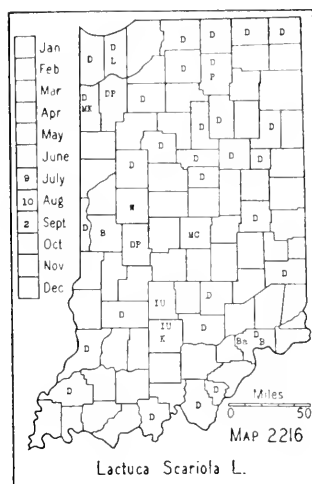 Jan
Feb
Mar
Apr
May
June
9 July
10 Aug
2 Sept
Oct
Nov
Dec
D D D D
D
D L D P
D
D DP D
MK D
D D
D
D D D
D
D
D
D B MC
DP
D
D
IU
D
IU D
K D
B
D
D D
D
D
Miles
0 50
MAP 2216
Lactuca Scariola L.